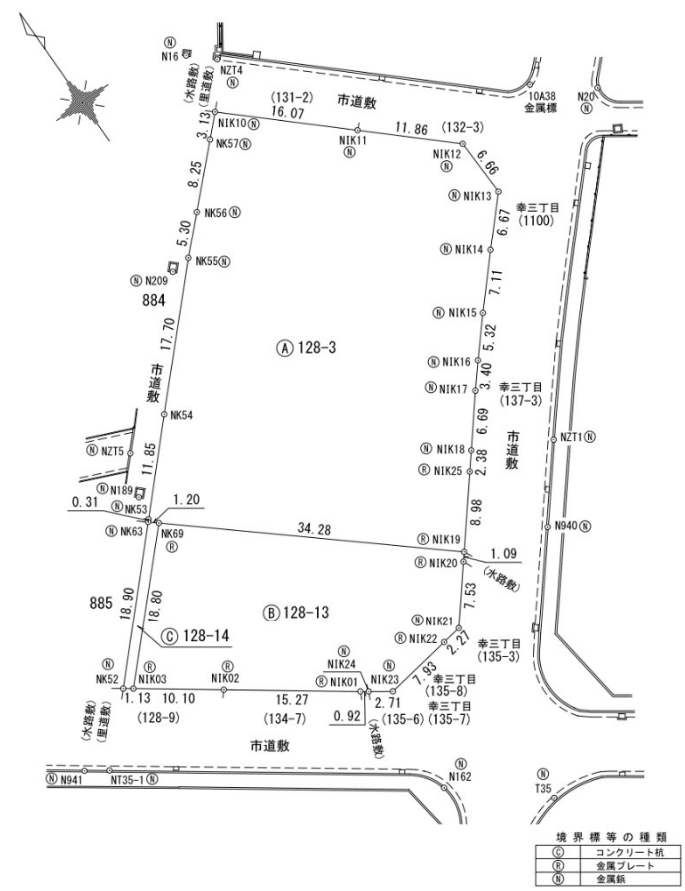 Ⓝ
N16
NZT4
Ⓝ
(水路敷)
(里道敷)
(131-2)
市道敷
10A38
金属標
N20
Ⓝ
3.13
NIK10Ⓝ
16.07
11.86
(132-3)
NK57Ⓝ
NIK11
Ⓝ
NIK12
Ⓝ
6.66
8.25
Ⓝ NIK13
幸三丁目
(1100)
NK56Ⓝ
6.67
5.30
Ⓝ NIK14
NK55Ⓝ
Ⓝ N209
884
7.11
17.70
Ⓝ NIK15
Ⓐ 128-3
5.32
Ⓝ NIK16
3.40
市道敷
Ⓝ NIK17
幸三丁目
(137-3)
NK54
6.69
市道敷
NZT1Ⓝ
Ⓝ NZT5
11.85
Ⓝ NIK18
2.38
Ⓡ NIK25
Ⓝ N189
0.31
Ⓝ NK53
1.20
8.98
N940Ⓝ
Ⓝ NK63
NK69
Ⓡ
34.28
Ⓡ NIK19
1.09
Ⓡ NIK20
(水路敷)
885
18.90
18.80
Ⓑ 128-13
7.53
Ⓒ 128-14
Ⓝ NIK21
Ⓡ NIK22
2.27
幸三丁目
(135-3)
Ⓝ
NK52
Ⓡ
NIK03
Ⓡ
NIK02
Ⓝ
NIK24
Ⓡ NIK01
Ⓝ
NIK23
7.93
幸三丁目
(135-8)
1.13
10.10
15.27
2.71
幸三丁目
(水路敷)
(里道敷)
(128-9)
(134-7)
0.92
(水路敷)
(135-6)
(135-7)
市道敷
Ⓝ N941
NT35-1Ⓝ
Ⓝ
N162
Ⓝ
T35
境界標等の種類
Ⓒ コンクリート杭
Ⓡ 金属プレート
Ⓝ 金属鋲